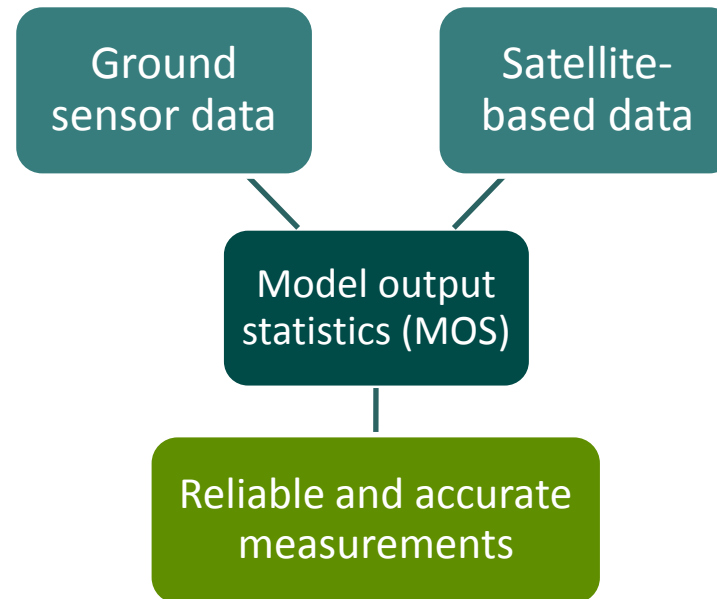 Ground
sensor data
Satellite-
based data
Model output
statistics (MOS)
Reliable and accurate
measurements